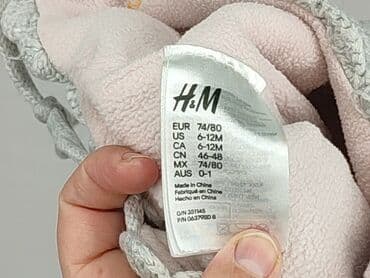 H&M
EUR 74/80
US 6-12M
CA 6-12M
CN 46-48
MX 74/80
AUS 0-1
Made in China
Fabriqué en Chine
Hecho en China
O/N 331145